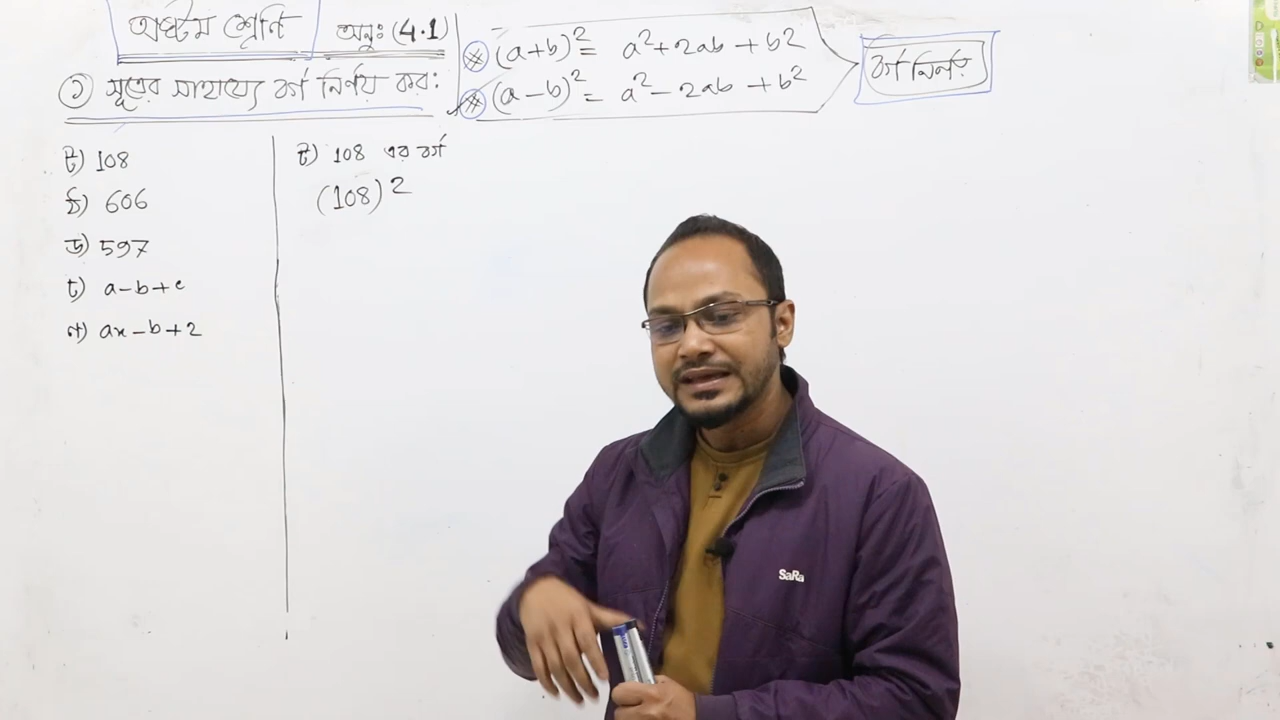 অষ্টম শ্রেণি অনুঃ (4.1)
১ সূত্রের সাহায্যে বর্গ নির্ণয় কর:
* (a+b)² = a²+2ab+b²
* (a-b)² = a²-2ab+b²
বর্গ নির্ণয়
ট) 108
ঠ) 606
ড) 597
ঢ) a-b+c
ণ) ax-b+2
ট) 108 এর বর্গ
(108)²
SaRa